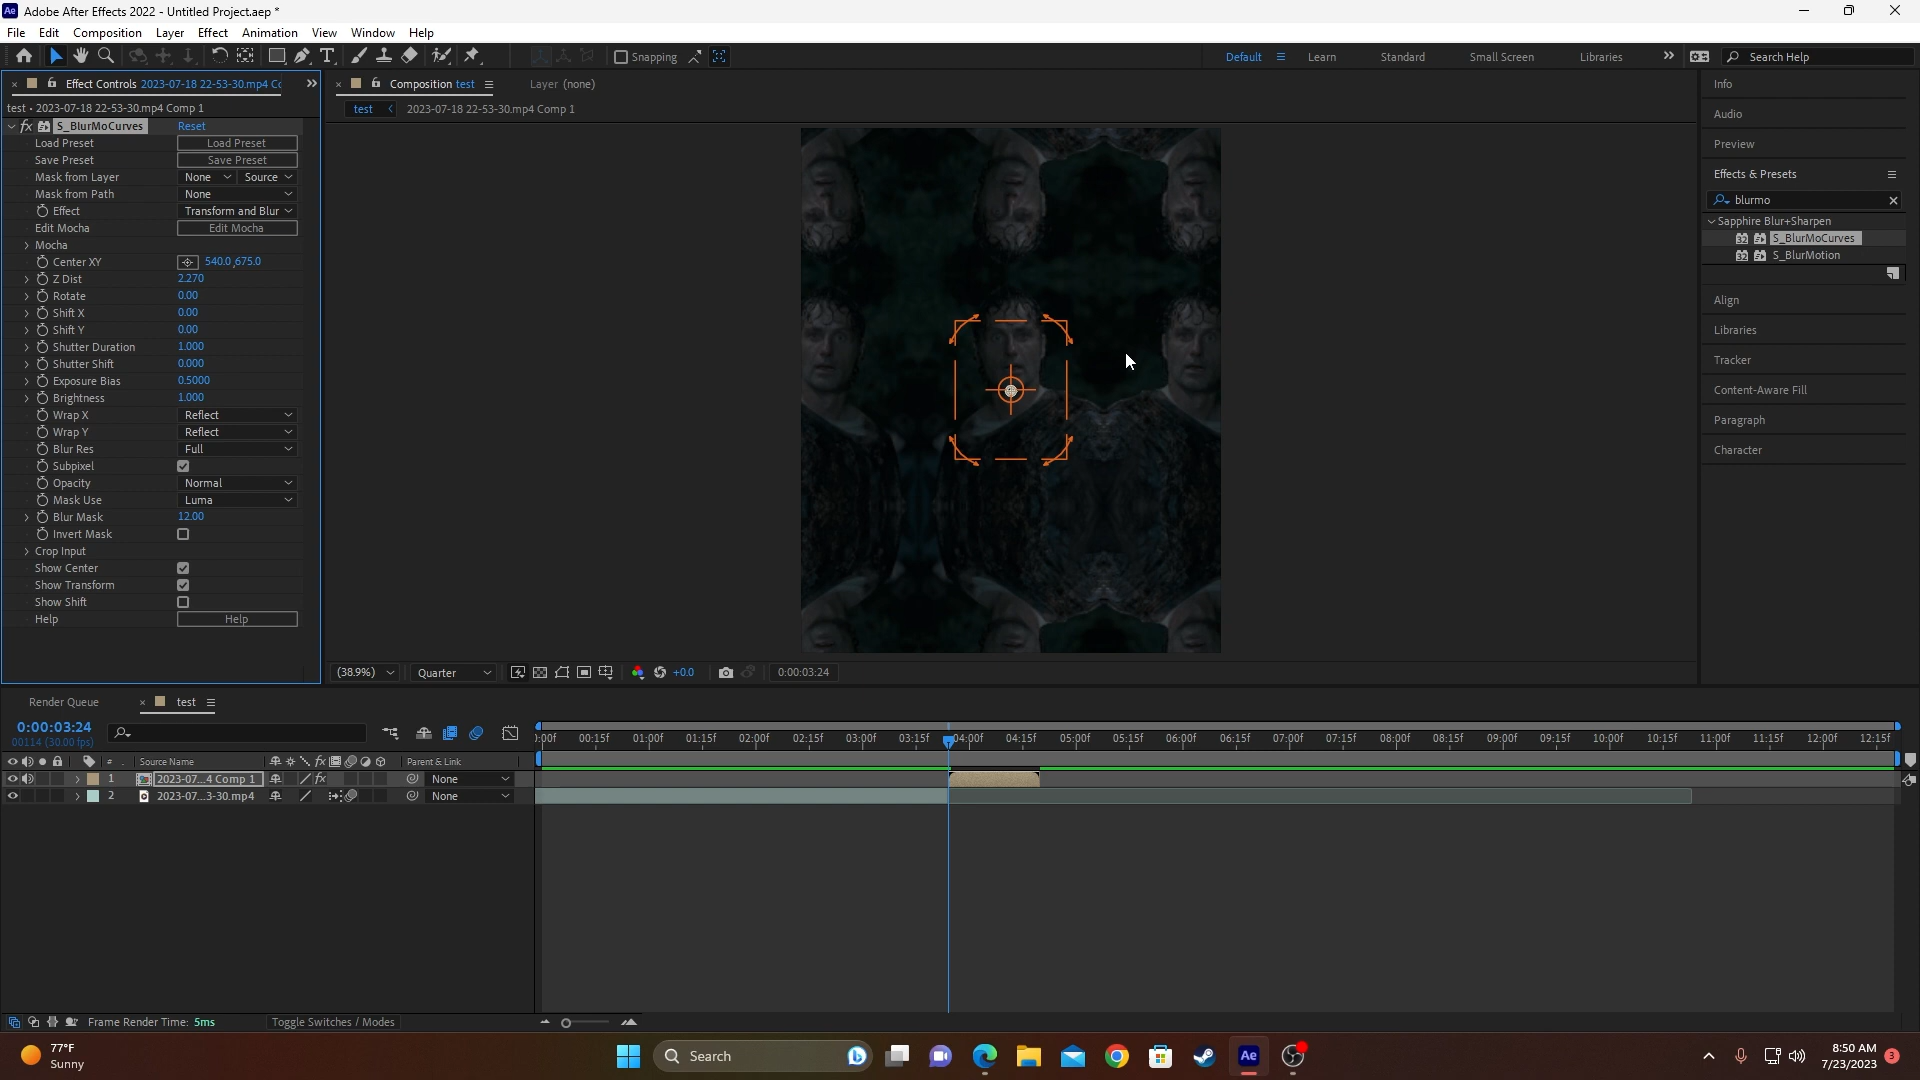 Ae Adobe After Effects 2022 - Untitled Project.aep *
File Edit Composition Layer Effect Animation View Window Help
Snapping Default Learn Standard Small Screen Libraries Search Help
Effect Controls 2023-07-18 22-53-30.mp4 Cc
test • 2023-07-18 22-53-30.mp4 Comp 1
fx S_BlurMoCurves Reset
Load Preset Load Preset
Save Preset Save Preset
Mask from Layer None Source
Mask from Path None
Effect Transform and Blur
Edit Mocha Edit Mocha
Mocha
Center XY 540.0,675.0
Z Dist 2.270
Rotate 0.00
Shift X 0.00
Shift Y 0.00
Shutter Duration 1.000
Shutter Shift 0.000
Exposure Bias 0.5000
Brightness 1.000
Wrap X Reflect
Wrap Y Reflect
Blur Res Full
Subpixel
Opacity Normal
Mask Use Luma
Blur Mask 12.00
Invert Mask
Crop Input
Show Center
Show Transform
Show Shift
Help Help
Composition test Layer (none)
test 2023-07-18 22-53-30.mp4 Comp 1
(38.9%) Quarter +0.0 0:00:03:24
Info
Audio
Preview
Effects & Presets
blurmo
Sapphire Blur+Sharpen
32 S_BlurMoCurves
32 S_BlurMotion
Align
Libraries
Tracker
Content-Aware Fill
Paragraph
Character
Render Queue test
0:00:03:24
00114 (30.00 fps)
):00f 00:15f 01:00f 01:15f 02:00f 02:15f 03:00f 03:15f 04:00f 04:15f 05:00f 05:15f 06:00f 06:15f 07:00f 07:15f 08:00f 08:15f 09:00f 09:15f 10:00f 10:15f 11:00f 11:15f 12:00f 12:15f
# Source Name fx Parent & Link
1 2023-07...4 Comp 1 fx None
2 2023-07...3-30.mp4 None
Frame Render Time: 5ms Toggle Switches / Modes
77°F
Sunny
Search
Ae
8:50 AM
7/23/2023
3